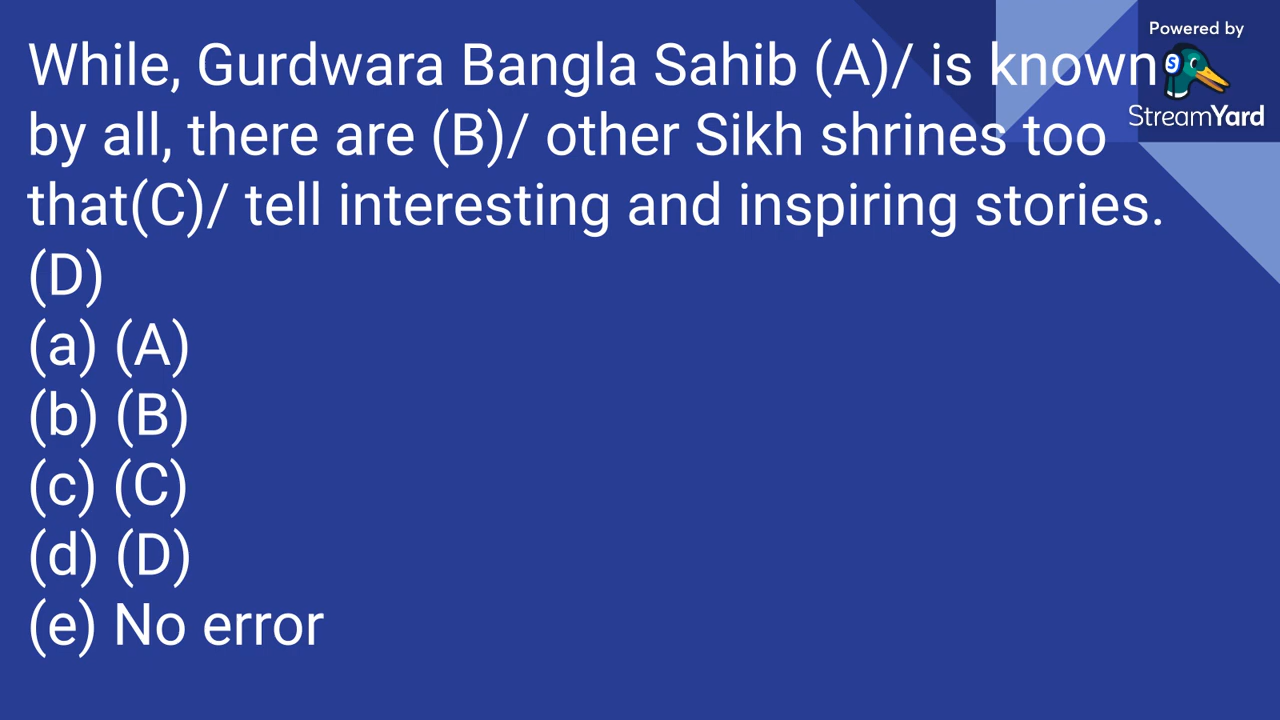 While, Gurdwara Bangla Sahib (A)/ is known
by all, there are (B)/ other Sikh shrines too
that(C)/ tell interesting and inspiring stories.
(D)
(a) (A)
(b) (B)
(c) (C)
(d) (D)
(e) No error
Powered by
S
StreamYard